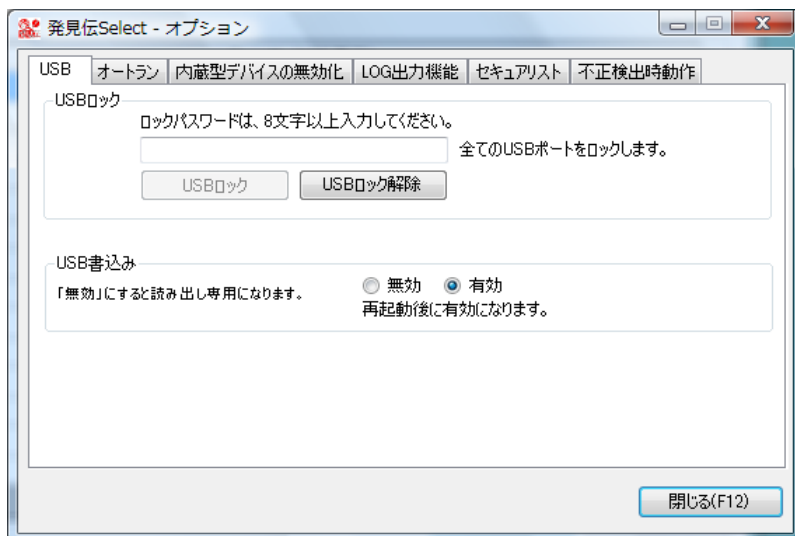 発見伝Select - オプション
USB オートラン 内蔵型デバイスの無効化 LOG出力機能 セキュアリスト 不正検出時動作
USBロック
ロックパスワードは、8文字以上入力してください。
全てのUSBポートをロックします。
USBロック USBロック解除
USB書込み
「無効」にすると読み出し専用になります。 無効 有効
再起動後に有効になります。
閉じる(F12)